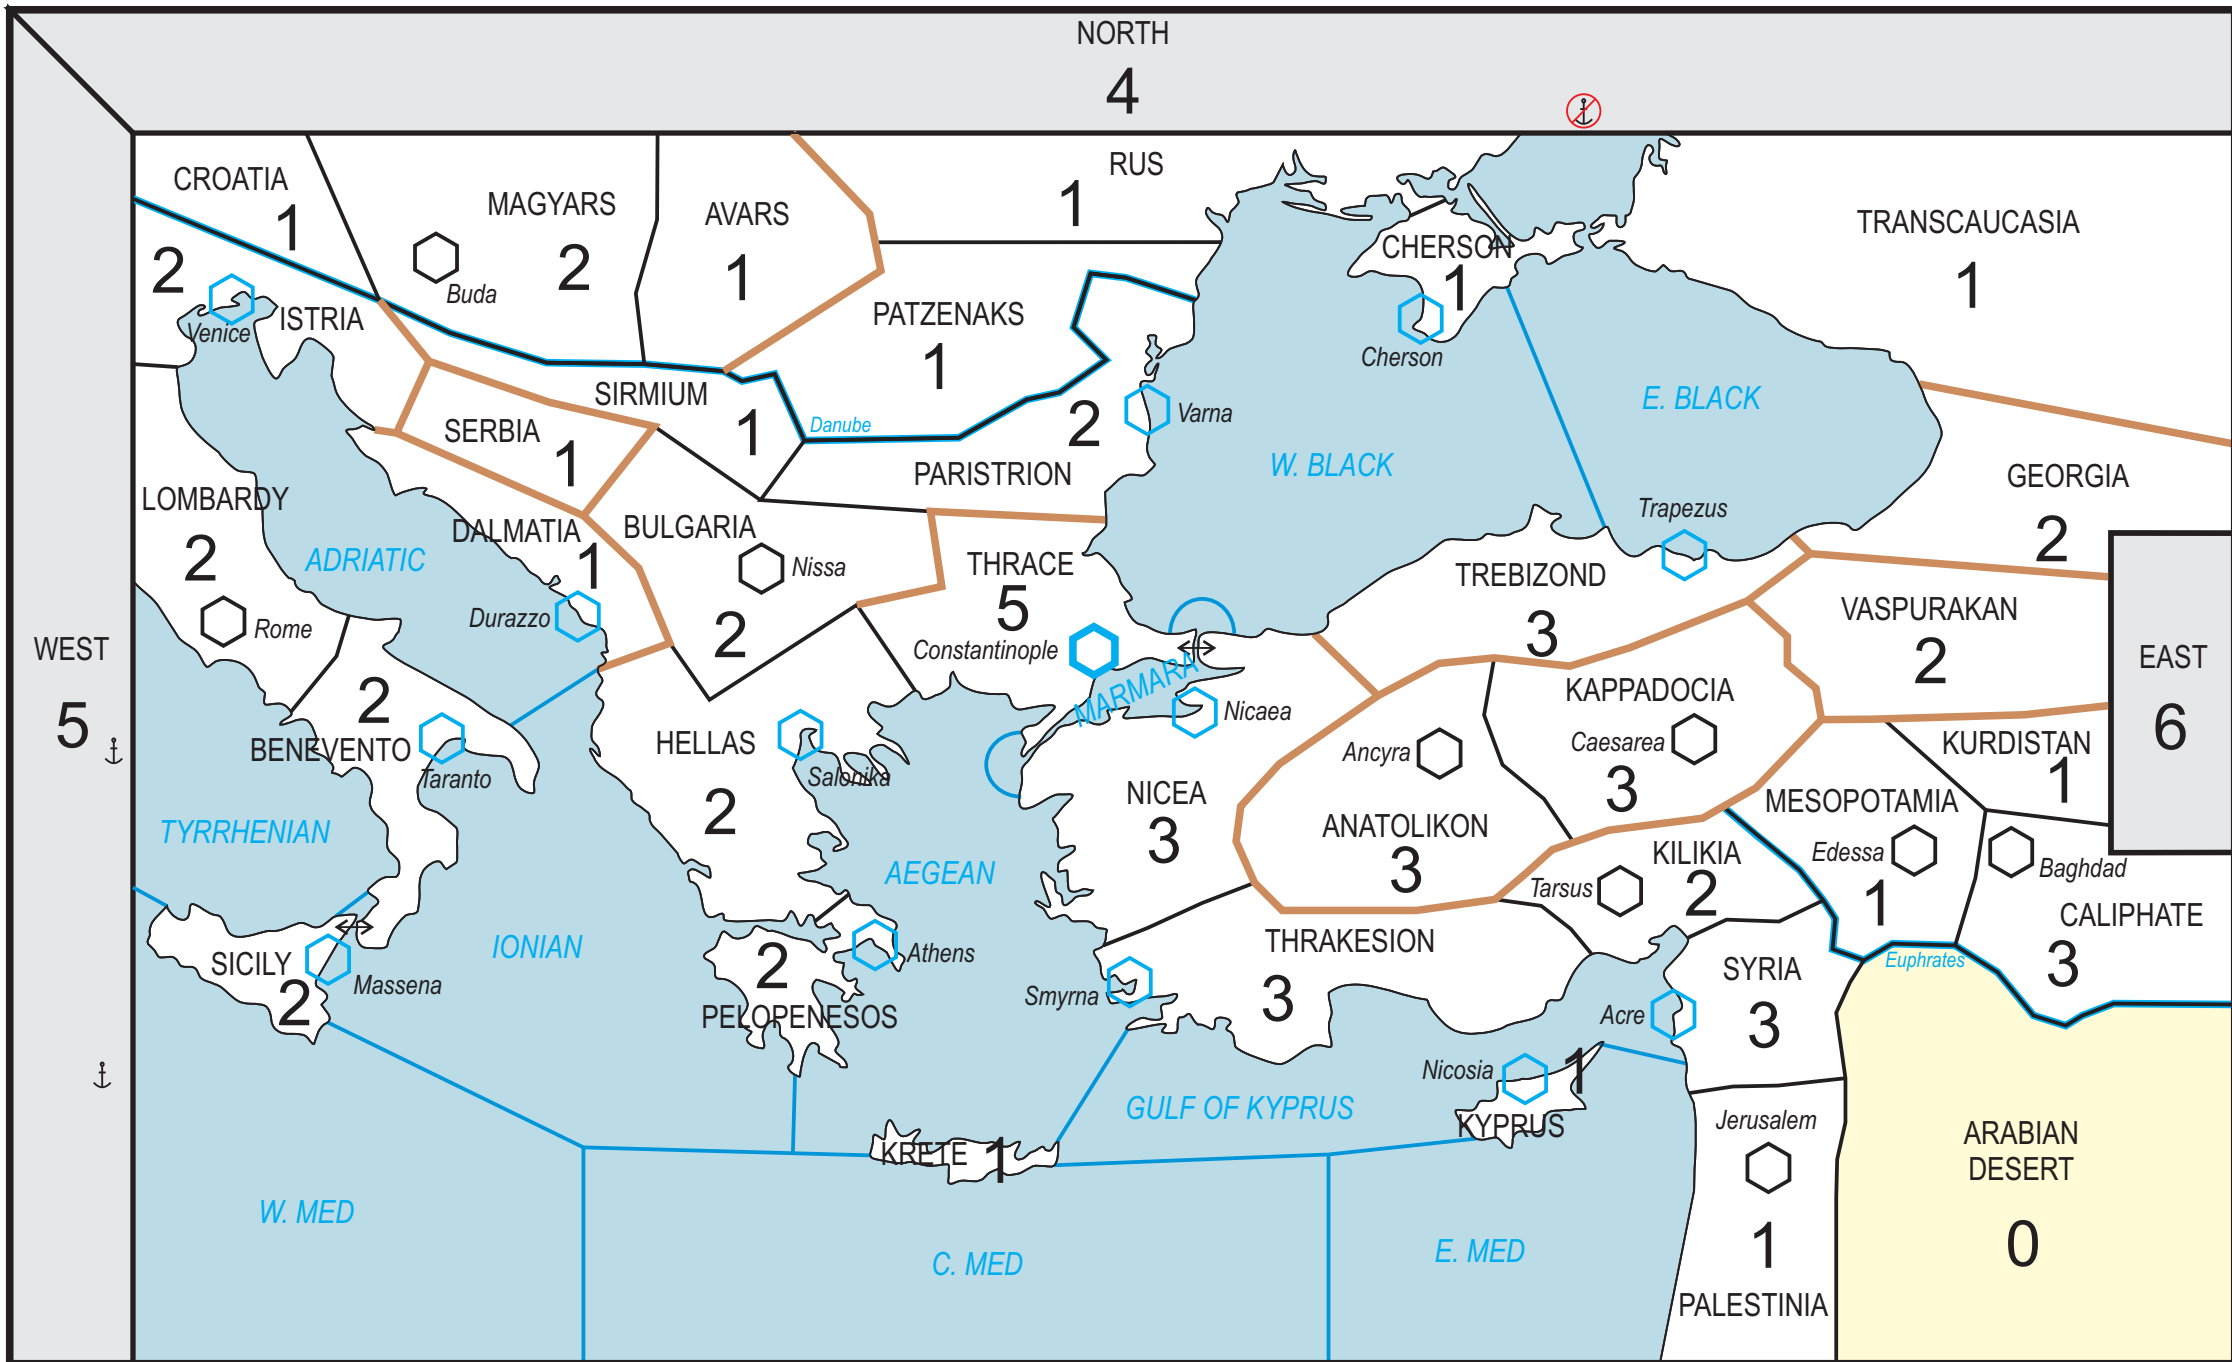 NORTH
4
CROATIA
1
MAGYARS
2
Buda
AVARS
1
RUS
1
CHERSON
1
Cherson
TRANSCAUCASIA
1
2
Venice
ISTRIA
PATZENAKS
1
SIRMIUM
1
Danube
SERBIA
1
2
Varna
PARISTRION
E. BLACK
W. BLACK
GEORGIA
2
LOMBARDY
2
Rome
ADRIATIC
DALMATIA
1
Durazzo
BULGARIA
Nissa
2
THRACE
5
Constantinople
MARMARA
Nicaea
Trapezus
TREBIZOND
3
VASPURAKAN
2
WEST
5
EAST
6
2
BENEVENTO
Taranto
HELLAS
2
Salonika
Ancyra
KAPPADOCIA
Caesarea
3
KURDISTAN
1
TYRRHENIAN
AEGEAN
NICEA
3
ANATOLIKON
3
MESOPOTAMIA
Edessa
1
Baghdad
CALIPHATE
3
KILIKIA
Tarsus
2
SICILY
2
Massena
IONIAN
2
Athens
PELOPENESOS
Smyrna
THRAKESION
3
SYRIA
3
Acre
Euphrates
Nicosia
1
KYPRUS
GULF OF KYPRUS
KRETE
1
Jerusalem
1
PALESTINIA
ARABIAN
DESERT
0
W. MED
C. MED
E. MED